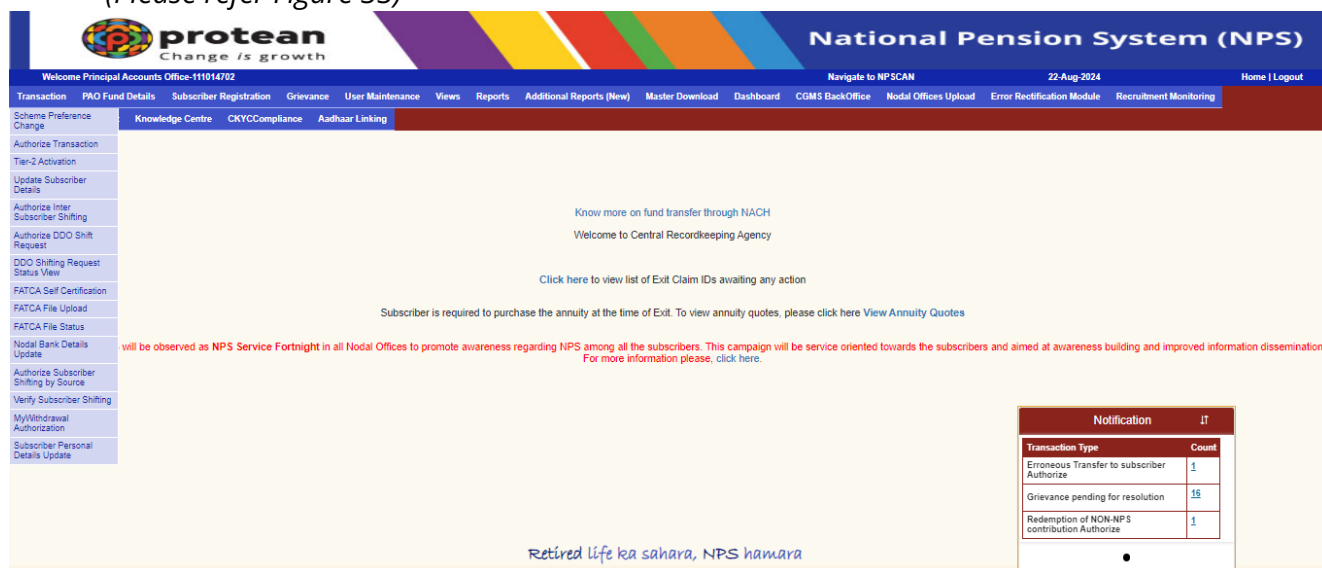 (Please refer Figure 33)
protean
Change is growth
National Pension System (NPS)
Welcome Principal Accounts Office-111014702
Navigate to NPSCAN
22-Aug-2024
Home | Logout
Transaction PAO Fund Details Subscriber Registration Grievance User Maintenance Views Reports Additional Reports (New) Master Download Dashboard CGMS BackOffice Nodal Offices Upload Error Rectification Module Recruitment Monitoring
Knowledge Centre CKYCCompliance Aadhaar Linking
Scheme Preference
Change
Authorize Transaction
Tier-2 Activation
Update Subscriber
Details
Authorize Inter
Subscriber Shifting
Authorize DDO Shift
Request
DDO Shifting Request
Status View
FATCA Self Certification
FATCA File Upload
FATCA File Status
Nodal Bank Details
Update
Authorize Subscriber
Shifting by Source
Verify Subscriber Shifting
MyWithdrawal
Authorization
Subscriber Personal
Details Update
Know more on fund transfer through NACH
Welcome to Central Recordkeeping Agency
Click here to view list of Exit Claim IDs awaiting any action
Subscriber is required to purchase the annuity at the time of Exit. To view annuity quotes, please click here View Annuity Quotes
will be observed as NPS Service Fortnight in all Nodal Offices to promote awareness regarding NPS among all the subscribers. This campaign will be service oriented towards the subscribers and aimed at awareness building and improved information dissemination
For more information please, click here.
Notification
Transaction Type Count
Erroneous Transfer to subscriber
Authorize 1
Grievance pending for resolution 16
Redemption of NON-NPS
contribution Authorize 1
Retired life ka sahara, NPS hamara